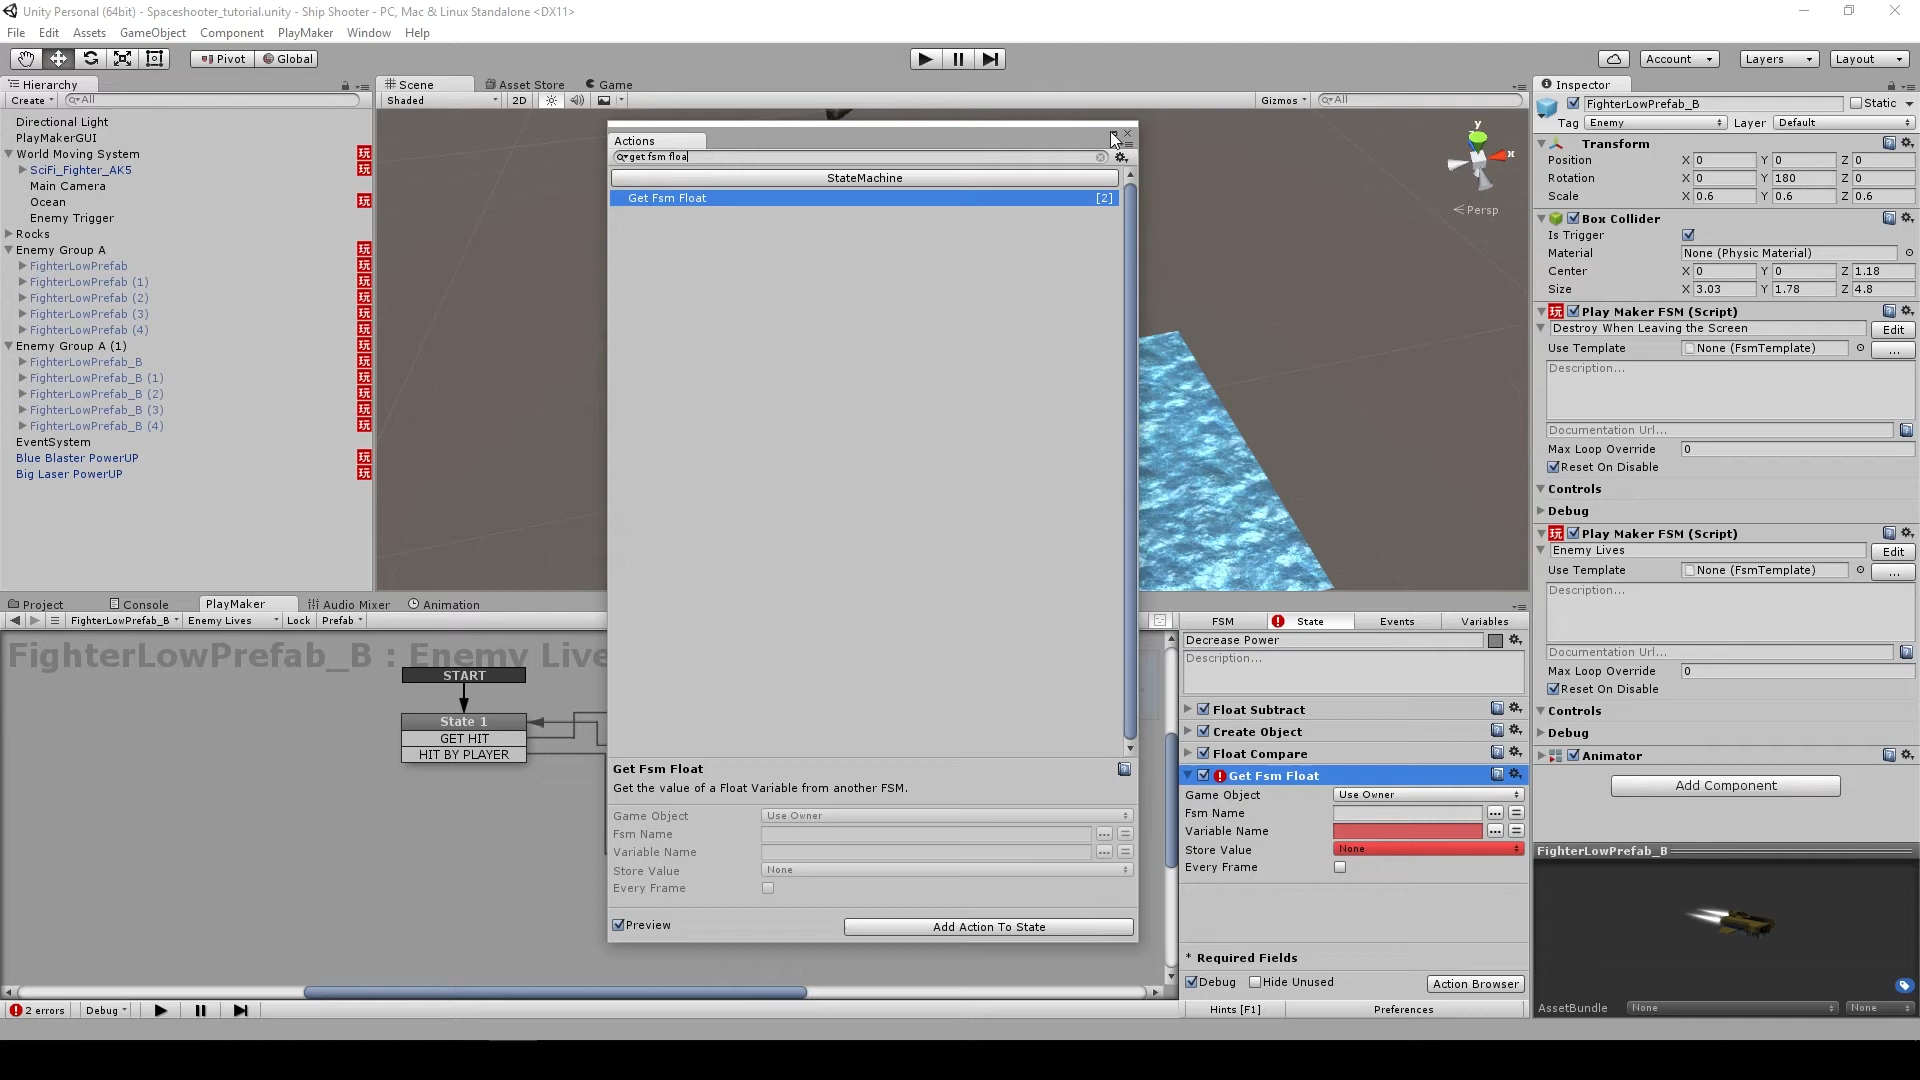 Unity Personal (64bit) - Spaceshooter_tutorial.unity - Ship Shooter - PC, Mac & Linux Standalone <DX11>
File Edit Assets GameObject Component PlayMaker Window Help
Pivot Global Account Layers Layout
Hierarchy
Create All
Directional Light
PlayMakerGUI
World Moving System
SciFi_Fighter_AK5
Main Camera
Ocean
Enemy Trigger
Rocks
Enemy Group A
FighterLowPrefab
FighterLowPrefab (1)
FighterLowPrefab (2)
FighterLowPrefab (3)
FighterLowPrefab (4)
Enemy Group A (1)
FighterLowPrefab_B
FighterLowPrefab_B (1)
FighterLowPrefab_B (2)
FighterLowPrefab_B (3)
FighterLowPrefab_B (4)
EventSystem
Blue Blaster PowerUP
Big Laser PowerUP
Scene Asset Store Game
Shaded 2D Gizmos All
y
x
Persp
Actions
get fsm floa
StateMachine
Get Fsm Float [2]
Get Fsm Float
Get the value of a Float Variable from another FSM.
Game Object Use Owner
Fsm Name
Variable Name
Store Value None
Every Frame
Preview Add Action To State
Inspector
FighterLowPrefab_B Static
Tag Enemy Layer Default
Transform
Position X 0 Y 0 Z 0
Rotation X 0 Y 180 Z 0
Scale X 0.6 Y 0.6 Z 0.6
Box Collider
Is Trigger
Material None (Physic Material)
Center X 0 Y 0 Z 1.18
Size X 3.03 Y 1.78 Z 4.8
玩 Play Maker FSM (Script)
Destroy When Leaving the Screen Edit
Use Template None (FsmTemplate) ...
Description...
Documentation Url...
Max Loop Override 0
Reset On Disable
Controls
Debug
玩 Play Maker FSM (Script)
Enemy Lives Edit
Use Template None (FsmTemplate) ...
Description...
Documentation Url...
Max Loop Override 0
Reset On Disable
Controls
Debug
Animator
Add Component
FighterLowPrefab_B
AssetBundle None None
Project Console PlayMaker Audio Mixer Animation
FighterLowPrefab_B Enemy Lives Lock Prefab
FighterLowPrefab_B : Enemy Live
START
State 1
GET HIT
HIT BY PLAYER
FSM State Events Variables
Decrease Power
Description...
Float Subtract
Create Object
Float Compare
Get Fsm Float
Game Object Use Owner
Fsm Name
Variable Name
Store Value None
Every Frame
* Required Fields
Debug Hide Unused Action Browser
2 errors Debug Hints [F1] Preferences